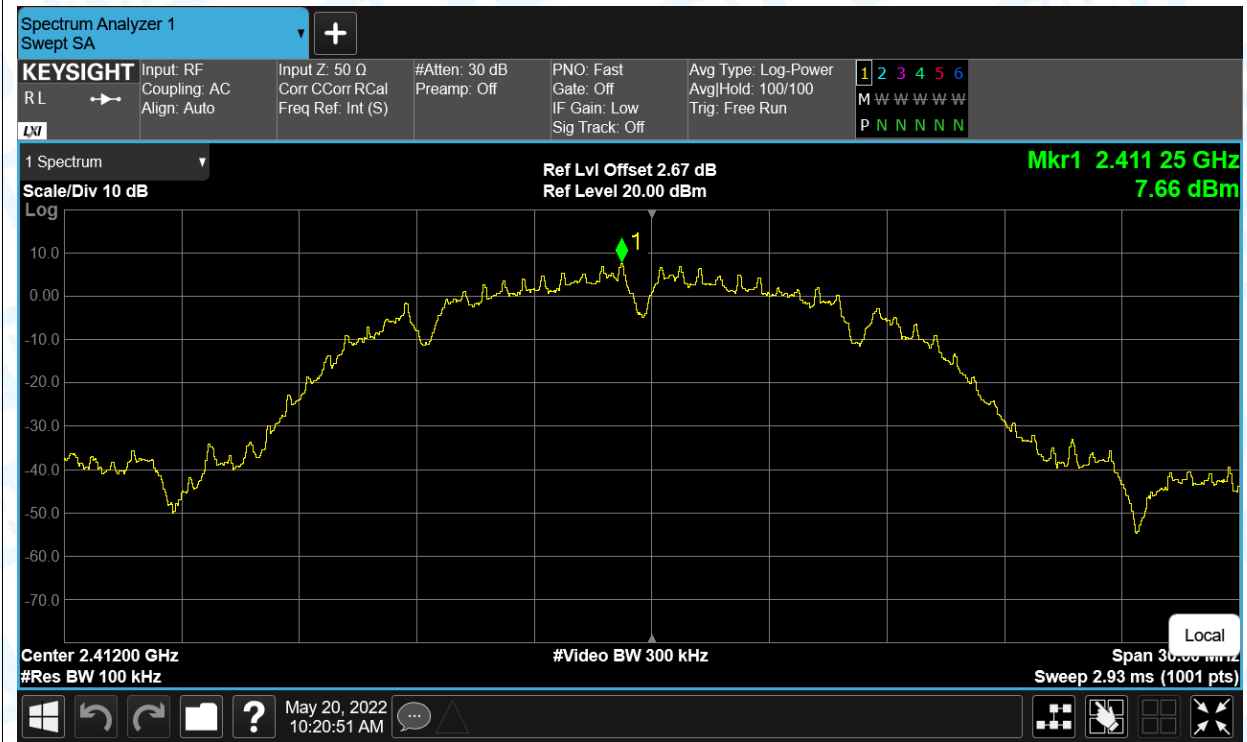 Spectrum Analyzer 1
Swept SA
KEYSIGHT
R L
LXI
Input: RF
Coupling: AC
Align: Auto
Input Z: 50 Ω
Corr CCorr RCal
Freq Ref: Int (S)
#Atten: 30 dB
Preamp: Off
PNO: Fast
Gate: Off
IF Gain: Low
Sig Track: Off
Avg Type: Log-Power
Avg|Hold: 100/100
Trig: Free Run
1 2 3 4 5 6
M W W W W W
P N N N N N
1 Spectrum
Scale/Div 10 dB
Log
Ref Lvl Offset 2.67 dB
Ref Level 20.00 dBm
Mkr1 2.411 25 GHz
7.66 dBm
1
10.0
0.00
-10.0
-20.0
-30.0
-40.0
-50.0
-60.0
-70.0
Local
Center 2.41200 GHz
#Res BW 100 kHz
#Video BW 300 kHz
Span 30.00 MHz
Sweep 2.93 ms (1001 pts)
?
May 20, 2022
10:20:51 AM